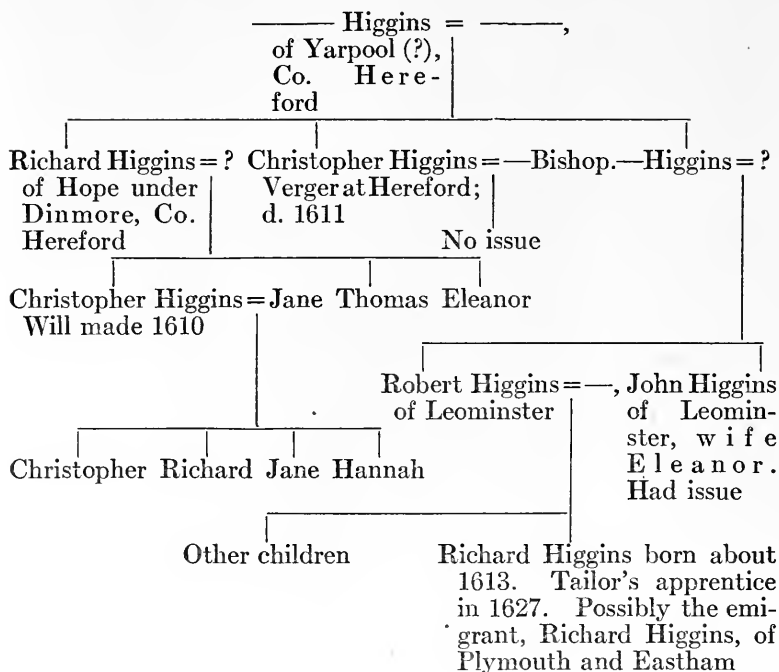 —— Higgins = ——,
of Yarpool (?),
Co. Here-
ford
Richard Higgins = ? Christopher Higgins = —Bishop. —Higgins = ?
of Hope under Verger at Hereford;
Dinmore, Co. d. 1611
Hereford No issue
Christopher Higgins = Jane Thomas Eleanor
Will made 1610
Robert Higgins = —, John Higgins
of Leominster of Leomin-
ster, wife
Eleanor.
Had issue
Christopher Richard Jane Hannah
Other children Richard Higgins born about
1613. Tailor's apprentice
in 1627. Possibly the emi-
grant, Richard Higgins, of
Plymouth and Eastham